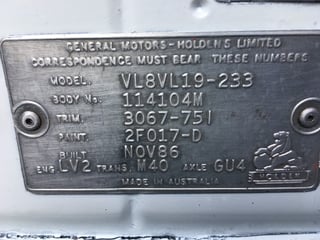 GENERAL MOTORS-HOLDEN'S LIMITED
CORRESPONDENCE MUST BEAR THESE NUMBERS
MODEL. VL8VL19-233
BODY No. 114104M
TRIM. 3067-75I
PAINT. 2F017-D
BUILT NOV86
ENG LV2 TRANS. M40 AXLE GU4
HOLDEN
MADE IN AUSTRALIA